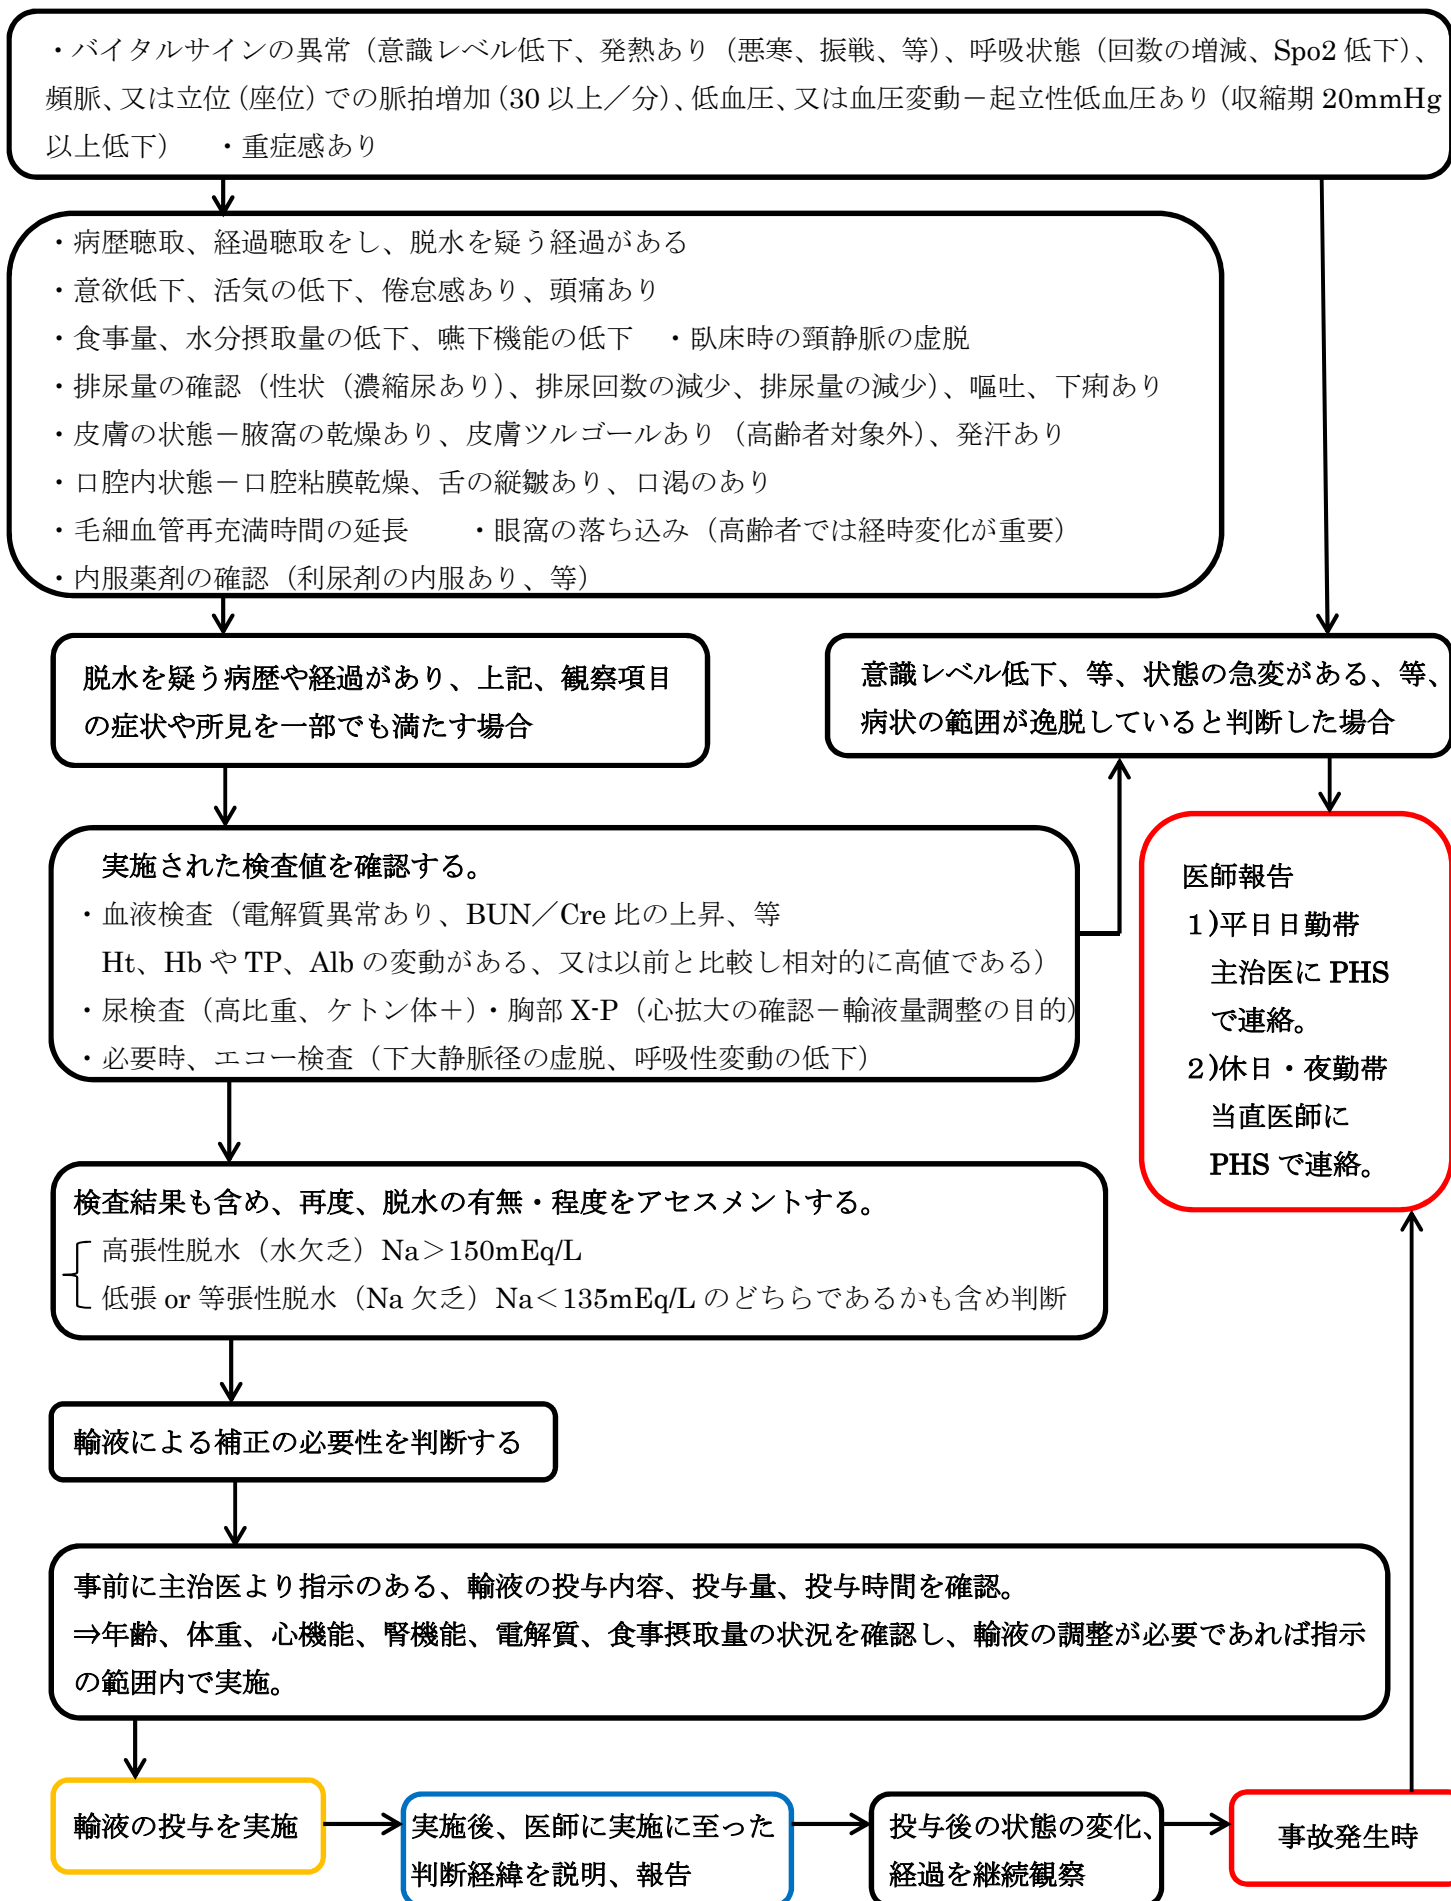 ・バイタルサインの異常（意識レベル低下、発熱あり（悪寒、振戦、等）、呼吸状態（回数の増減、Spo2 低下）、
頻脈、又は立位（座位）での脈拍増加（30 以上／分）、低血圧、又は血圧変動－起立性低血圧あり（収縮期 20mmHg
以上低下）　・重症感あり
・病歴聴取、経過聴取をし、脱水を疑う経過がある
・意欲低下、活気の低下、倦怠感あり、頭痛あり
・食事量、水分摂取量の低下、嚥下機能の低下　・臥床時の頸静脈の虚脱
・排尿量の確認（性状（濃縮尿あり）、排尿回数の減少、排尿量の減少）、嘔吐、下痢あり
・皮膚の状態－腋窩の乾燥あり、皮膚ツルゴールあり（高齢者対象外）、発汗あり
・口腔内状態－口腔粘膜乾燥、舌の縦皺あり、口渇のあり
・毛細血管再充満時間の延長　　・眼窩の落ち込み（高齢者では経時変化が重要）
・内服薬剤の確認（利尿剤の内服あり、等）
脱水を疑う病歴や経過があり、上記、観察項目
の症状や所見を一部でも満たす場合
意識レベル低下、等、状態の急変がある、等、
病状の範囲が逸脱していると判断した場合
実施された検査値を確認する。
・血液検査（電解質異常あり、BUN／Cre 比の上昇、等
Ht、Hb や TP、Alb の変動がある、又は以前と比較し相対的に高値である）
・尿検査（高比重、ケトン体＋）・胸部 X-P（心拡大の確認－輸液量調整の目的）
・必要時、エコー検査（下大静脈径の虚脱、呼吸性変動の低下）
医師報告
１）平日日勤帯
主治医に PHS
で連絡。
２）休日・夜勤帯
当直医師に
PHS で連絡。
検査結果も含め、再度、脱水の有無・程度をアセスメントする。
高張性脱水（水欠乏）Na＞150mEq/L
低張 or 等張性脱水（Na 欠乏）Na＜135mEq/L のどちらであるかも含め判断
輸液による補正の必要性を判断する
事前に主治医より指示のある、輸液の投与内容、投与量、投与時間を確認。
⇒年齢、体重、心機能、腎機能、電解質、食事摂取量の状況を確認し、輸液の調整が必要であれば指示
の範囲内で実施。
輸液の投与を実施
実施後、医師に実施に至った
判断経緯を説明、報告
投与後の状態の変化、
経過を継続観察
事故発生時